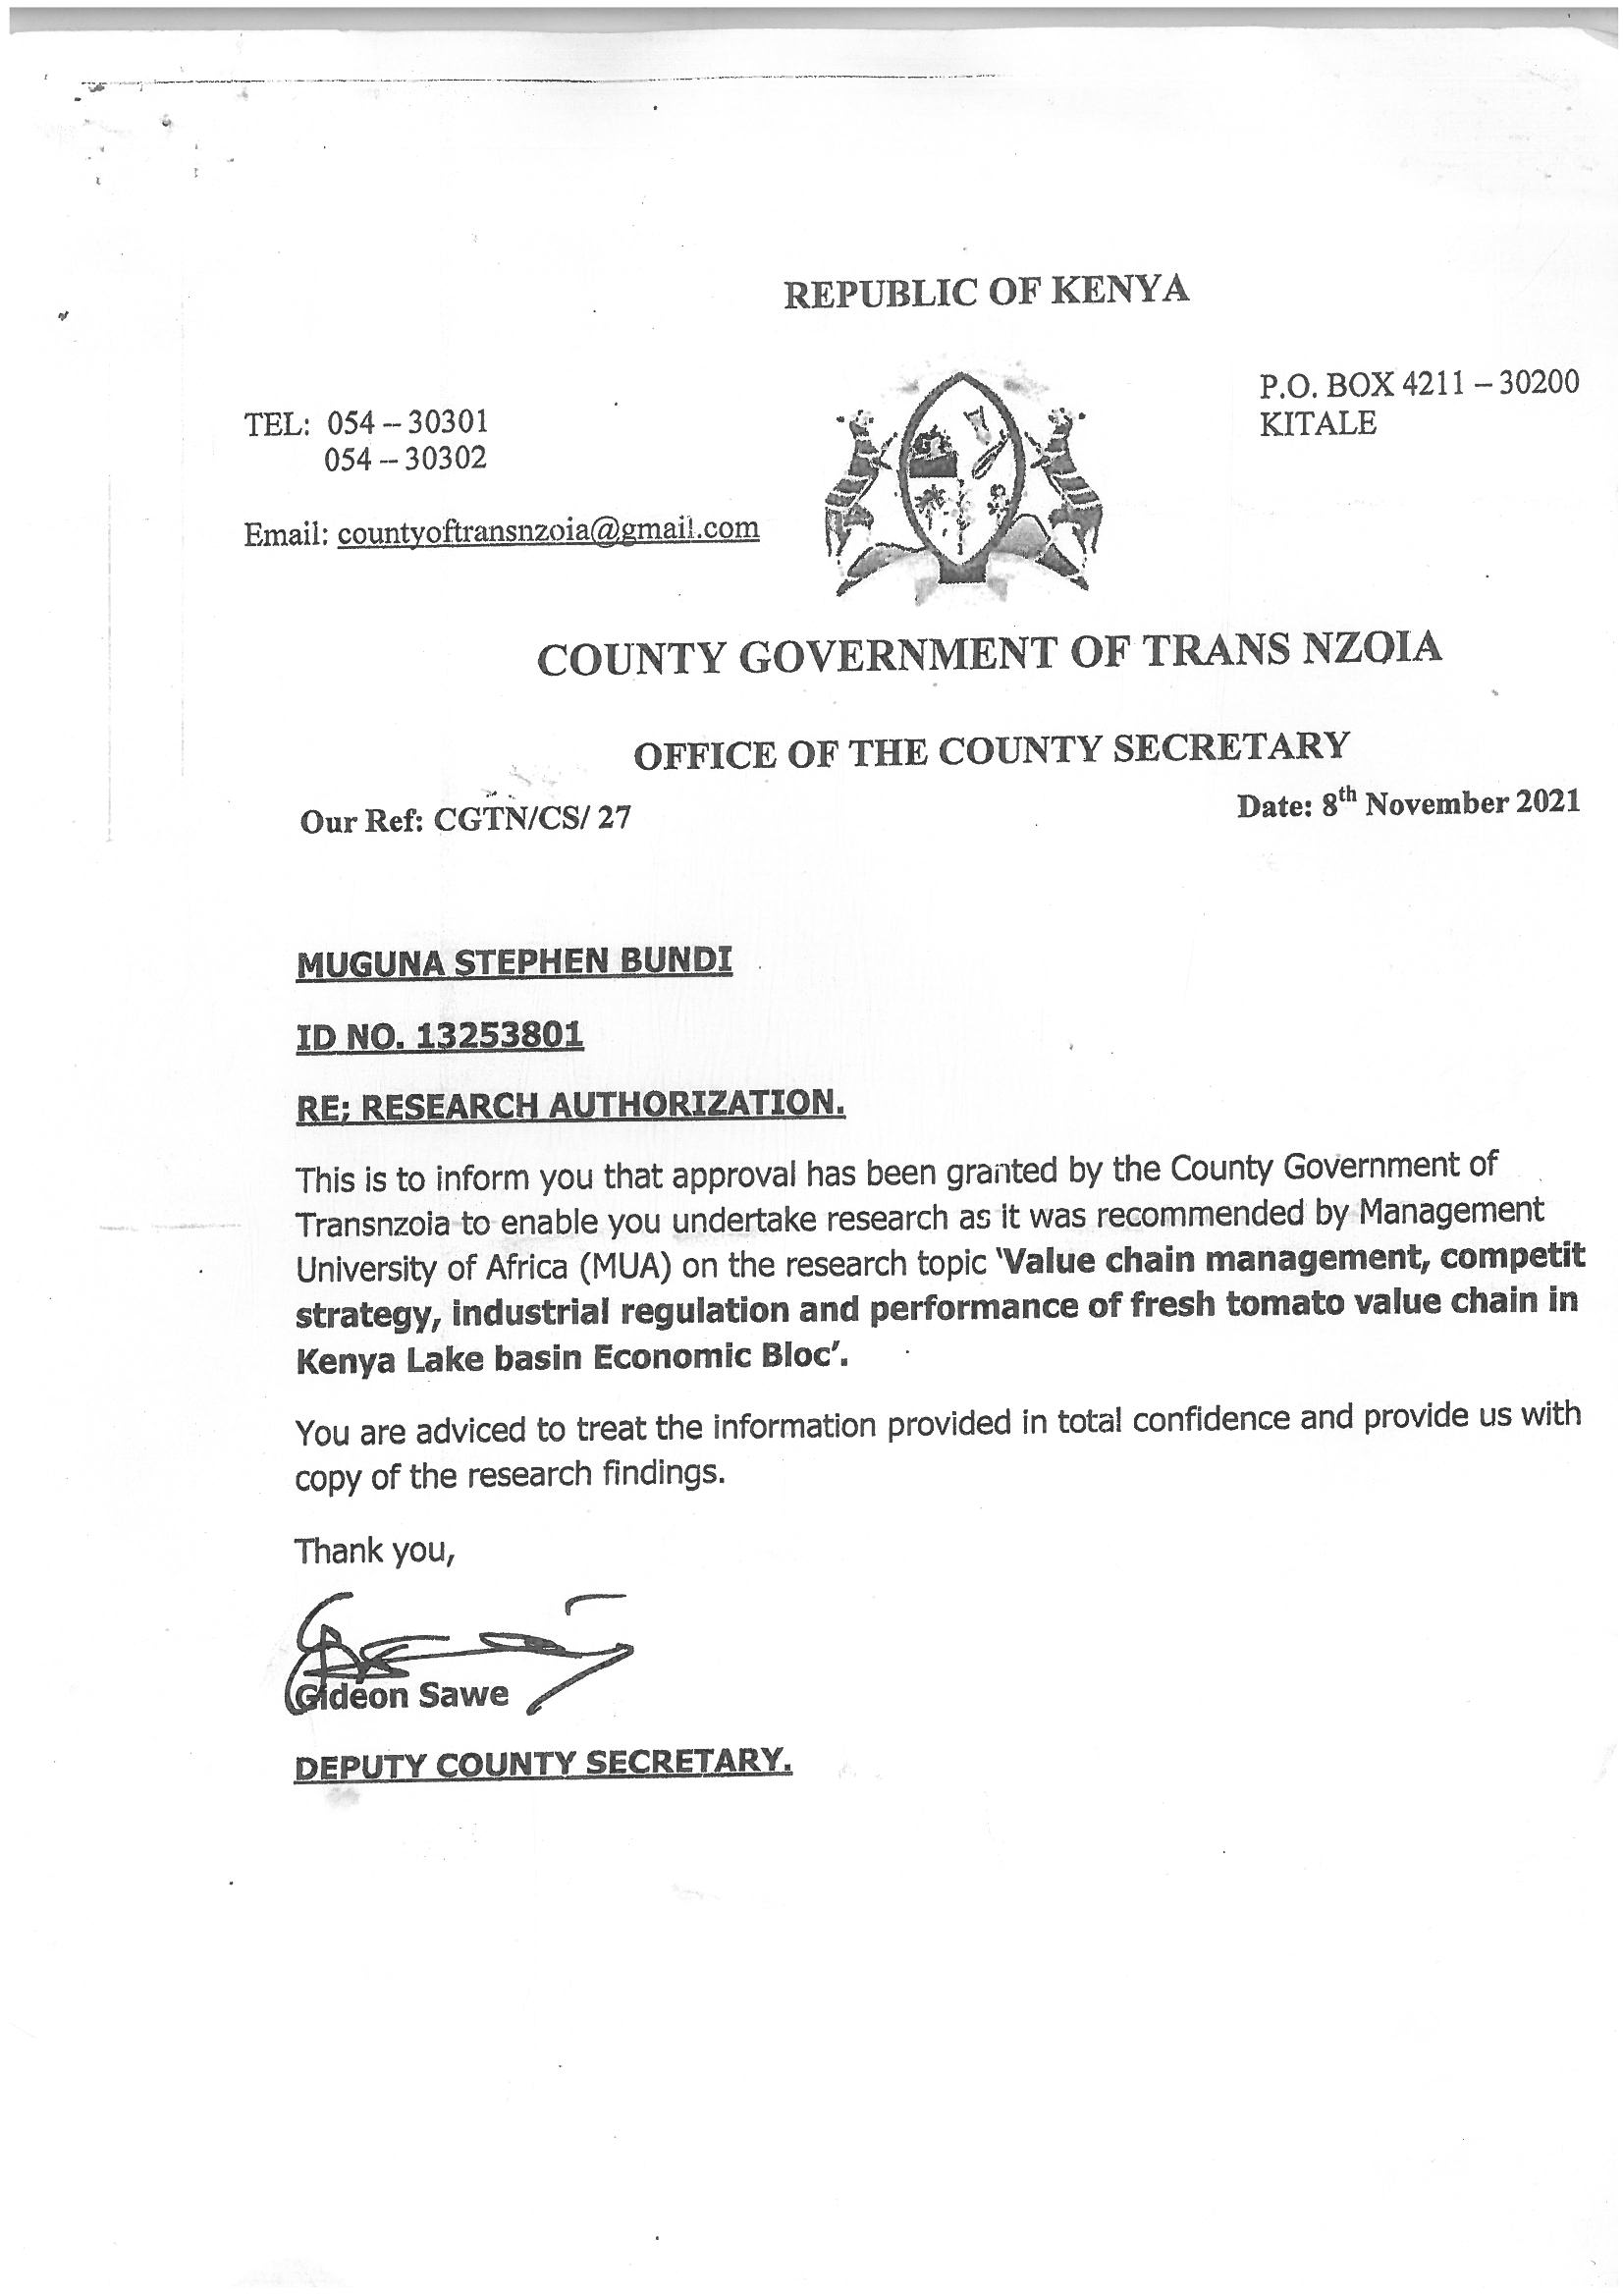 REPUBLIC OF KENYA
P.O. BOX 4211 – 30200
KITALE
TEL: 054 – 30301
054 – 30302
Email: countyoftransnzoia@gmail.com
COUNTY GOVERNMENT OF TRANS NZOIA
OFFICE OF THE COUNTY SECRETARY
Our Ref: CGTN/CS/ 27
Date: 8th November 2021
MUGUNA STEPHEN BUNDI
ID NO. 13253801
RE; RESEARCH AUTHORIZATION.
This is to inform you that approval has been granted by the County Government of
Transnzoia to enable you undertake research as it was recommended by Management
University of Africa (MUA) on the research topic ‘Value chain management, competit
strategy, industrial regulation and performance of fresh tomato value chain in
Kenya Lake basin Economic Bloc’.
You are adviced to treat the information provided in total confidence and provide us with
copy of the research findings.
Thank you,
Gideon Sawe
DEPUTY COUNTY SECRETARY.